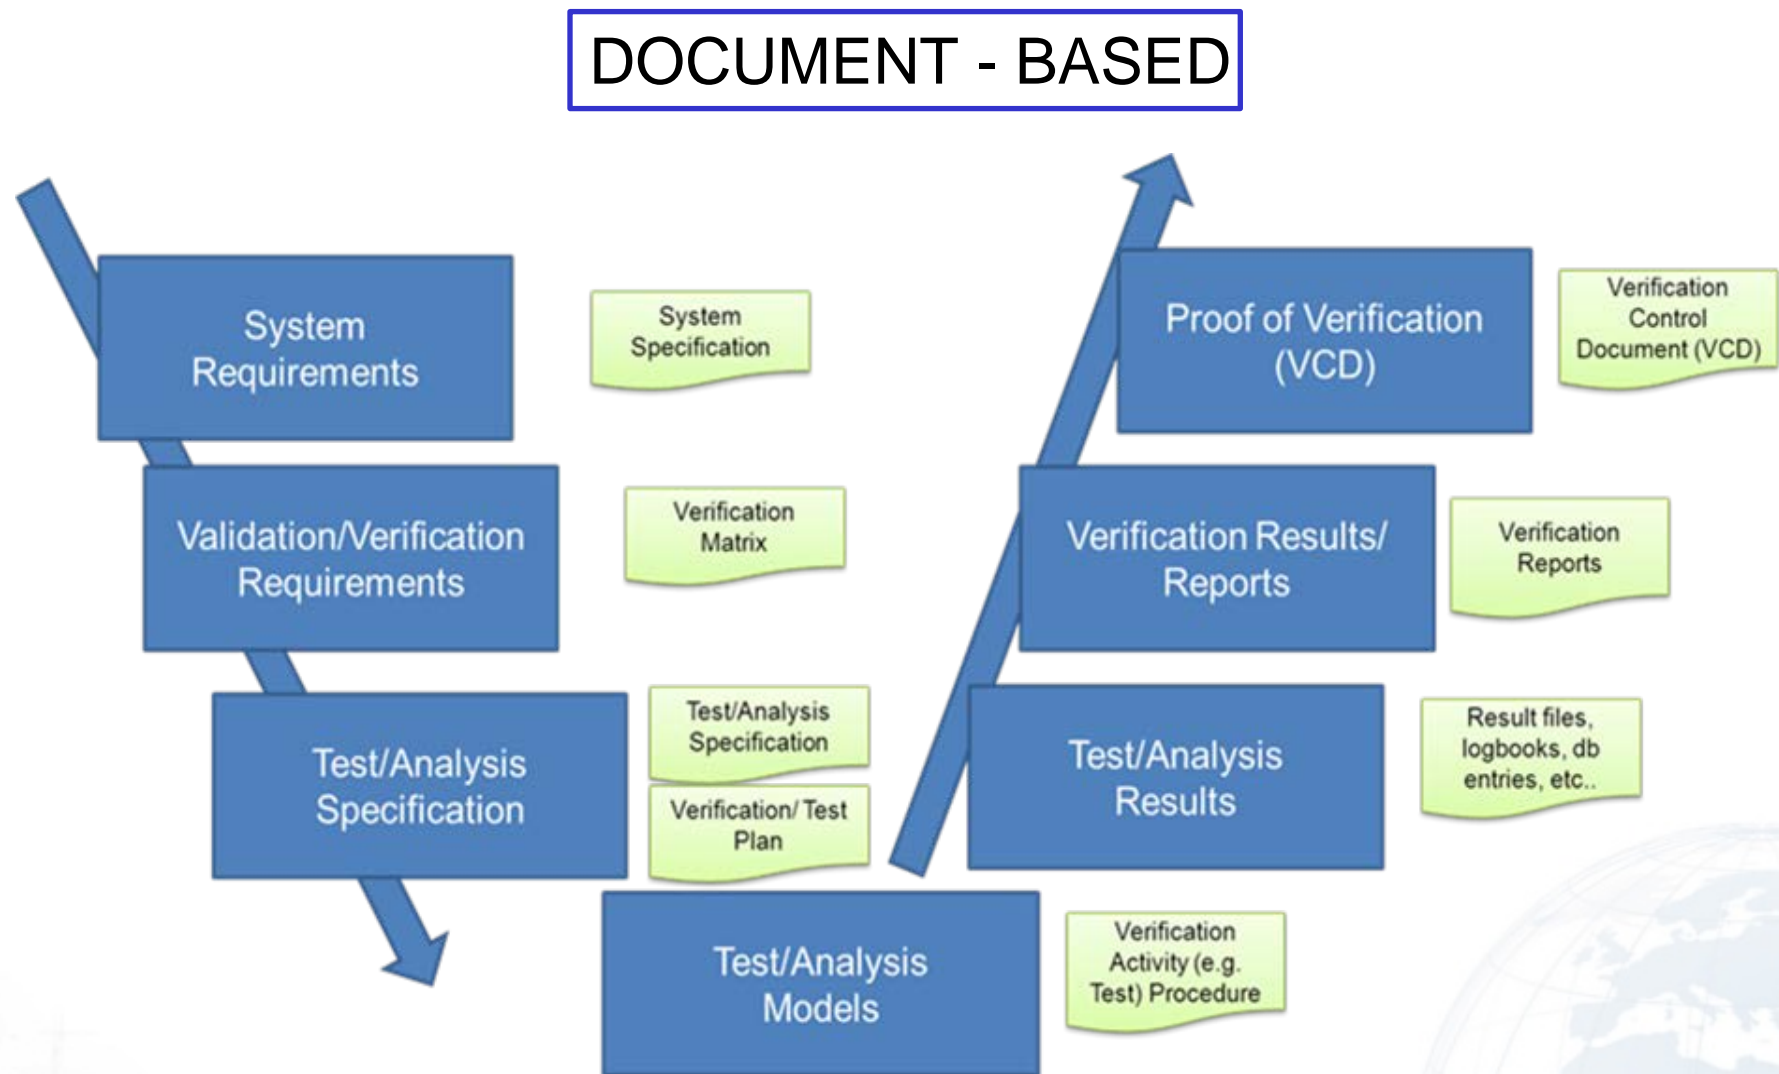 DOCUMENT - BASED
System
Requirements
System
Specification
Validation/Verification
Requirements
Verification
Matrix
Test/Analysis
Specification
Test/Analysis
Specification
Verification/ Test
Plan
Test/Analysis
Models
Verification
Activity (e.g.
Test) Procedure
Proof of Verification
(VCD)
Verification
Control
Document (VCD)
Verification Results/
Reports
Verification
Reports
Test/Analysis
Results
Result files,
logbooks, db
entries, etc..